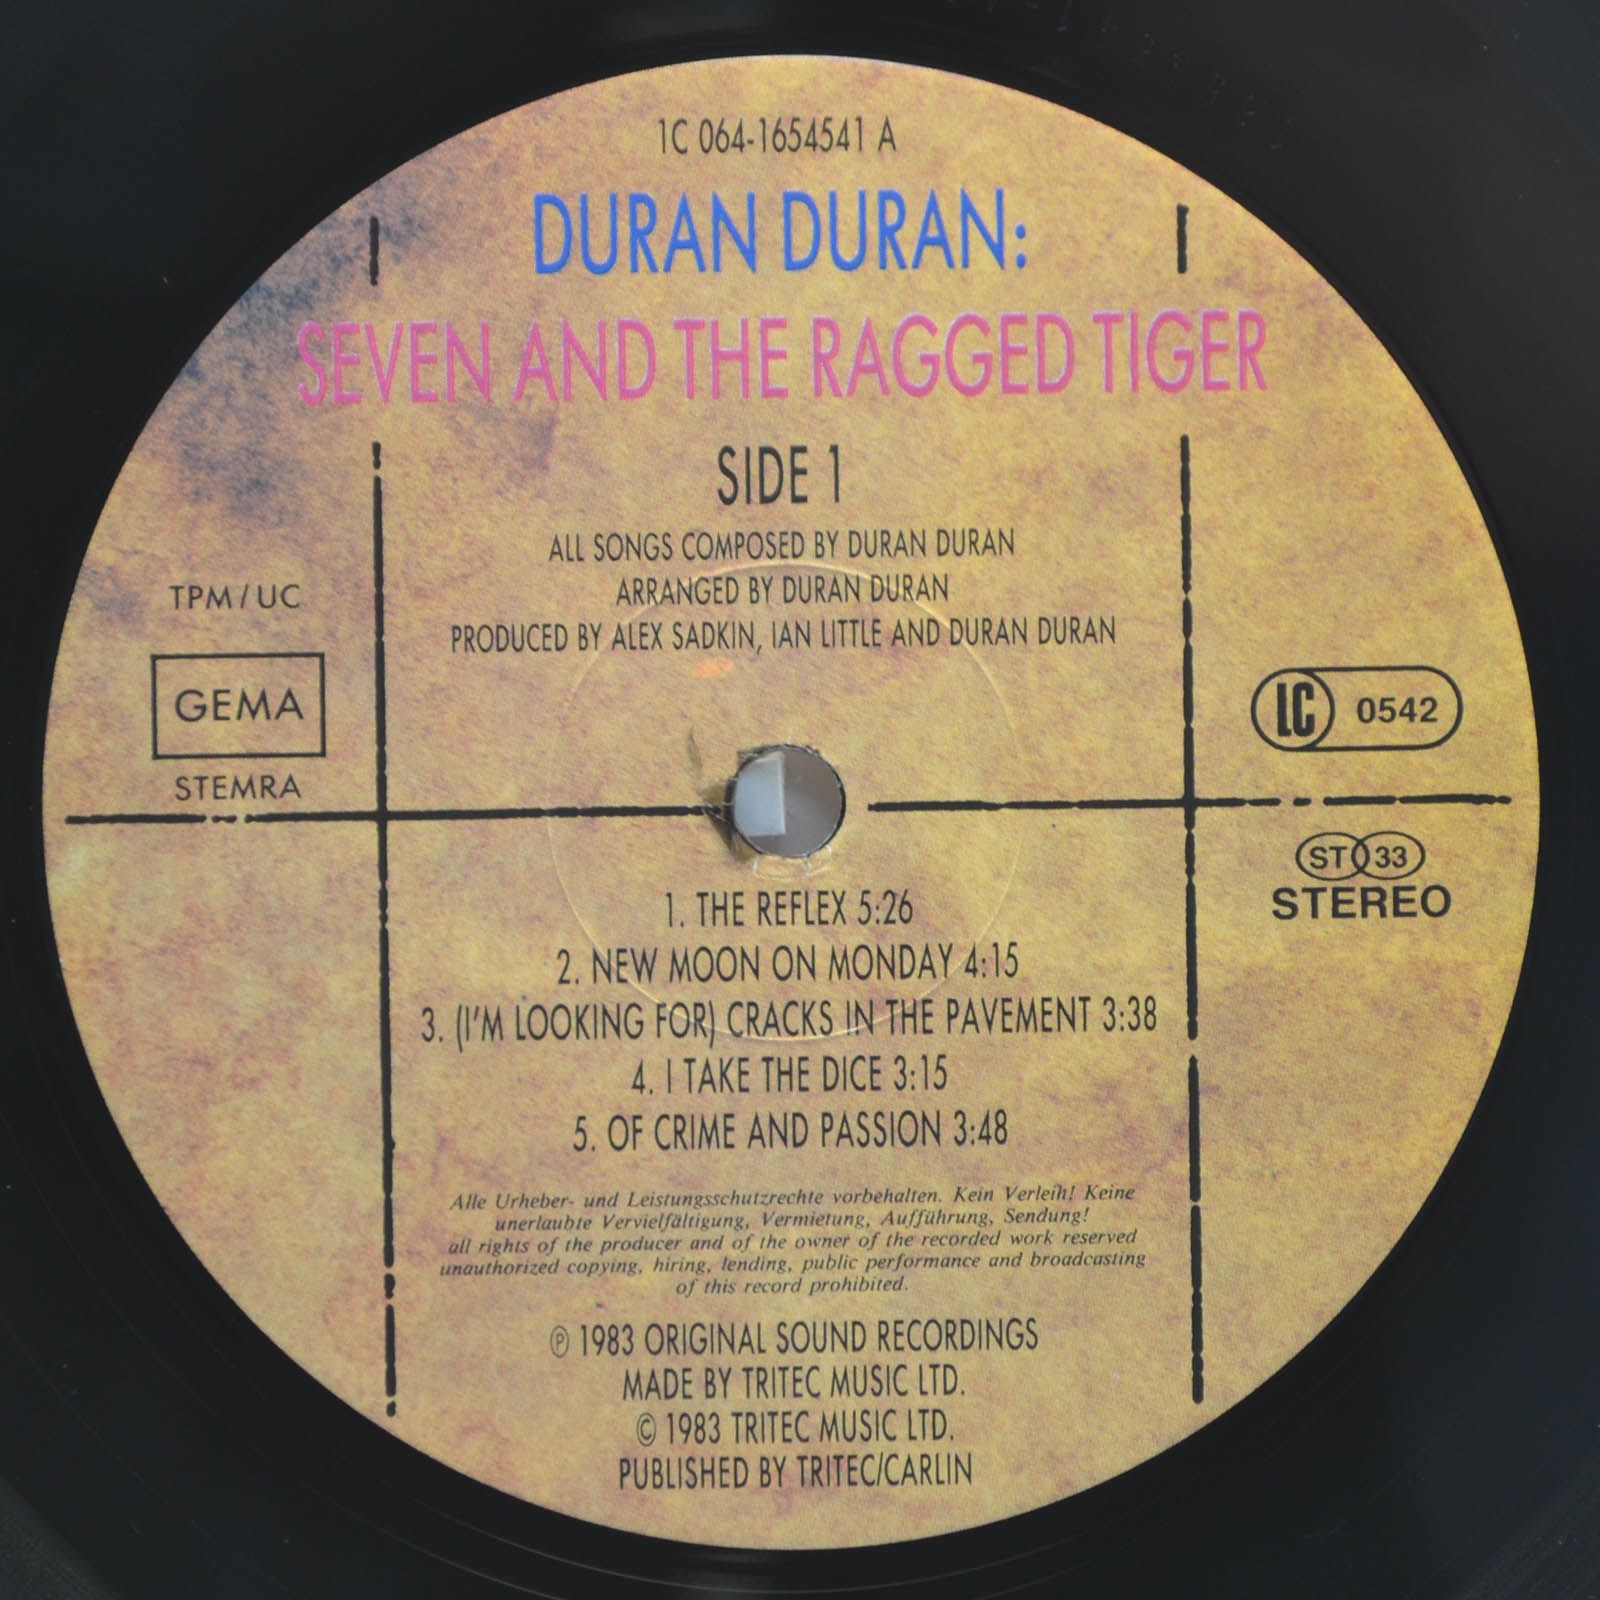 1C 064-1654541 A
DURAN DURAN:
SEVEN AND THE RAGGED TIGER
SIDE 1
ALL SONGS COMPOSED BY DURAN DURAN
ARRANGED BY DURAN DURAN
PRODUCED BY ALEX SADKIN, IAN LITTLE AND DURAN DURAN
TPM/UC
GEMA
STEMRA
LC 0542
ST 33
STEREO
1. THE REFLEX 5:26
2. NEW MOON ON MONDAY 4:15
3. (I'M LOOKING FOR) CRACKS IN THE PAVEMENT 3:38
4. I TAKE THE DICE 3:15
5. OF CRIME AND PASSION 3:48
Alle Urheber- und Leistungsschutzrechte vorbehalten. Kein Verleih! Keine
unerlaubte Vervielfältigung, Vermietung, Aufführung, Sendung!
all rights of the producer and of the owner of the recorded work reserved
unauthorized copying, hiring, lending, public performance and broadcasting
of this record prohibited.
℗ 1983 ORIGINAL SOUND RECORDINGS
MADE BY TRITEC MUSIC LTD.
© 1983 TRITEC MUSIC LTD.
PUBLISHED BY TRITEC/CARLIN